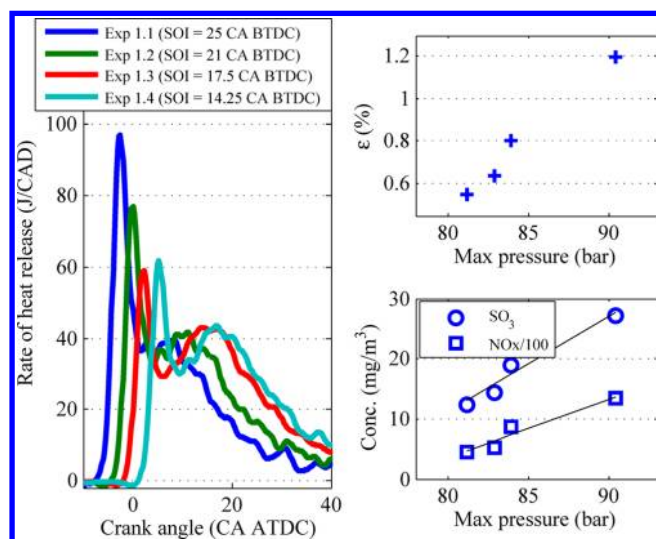 Exp 1.1 (SOI = 25 CA BTDC)
Exp 1.2 (SOI = 21 CA BTDC)
Exp 1.3 (SOI = 17.5 CA BTDC)
Exp 1.4 (SOI = 14.25 CA BTDC)
100
80
60
40
20
0
Rate of heat release (J/CAD)
0
20
40
Crank angle (CA ATDC)
1.2
1
0.8
0.6
ε (%)
80
85
90
Max pressure (bar)
30
20
10
0
Conc. (mg/m³)
SO₃
NOx/100
80
85
90
Max pressure (bar)